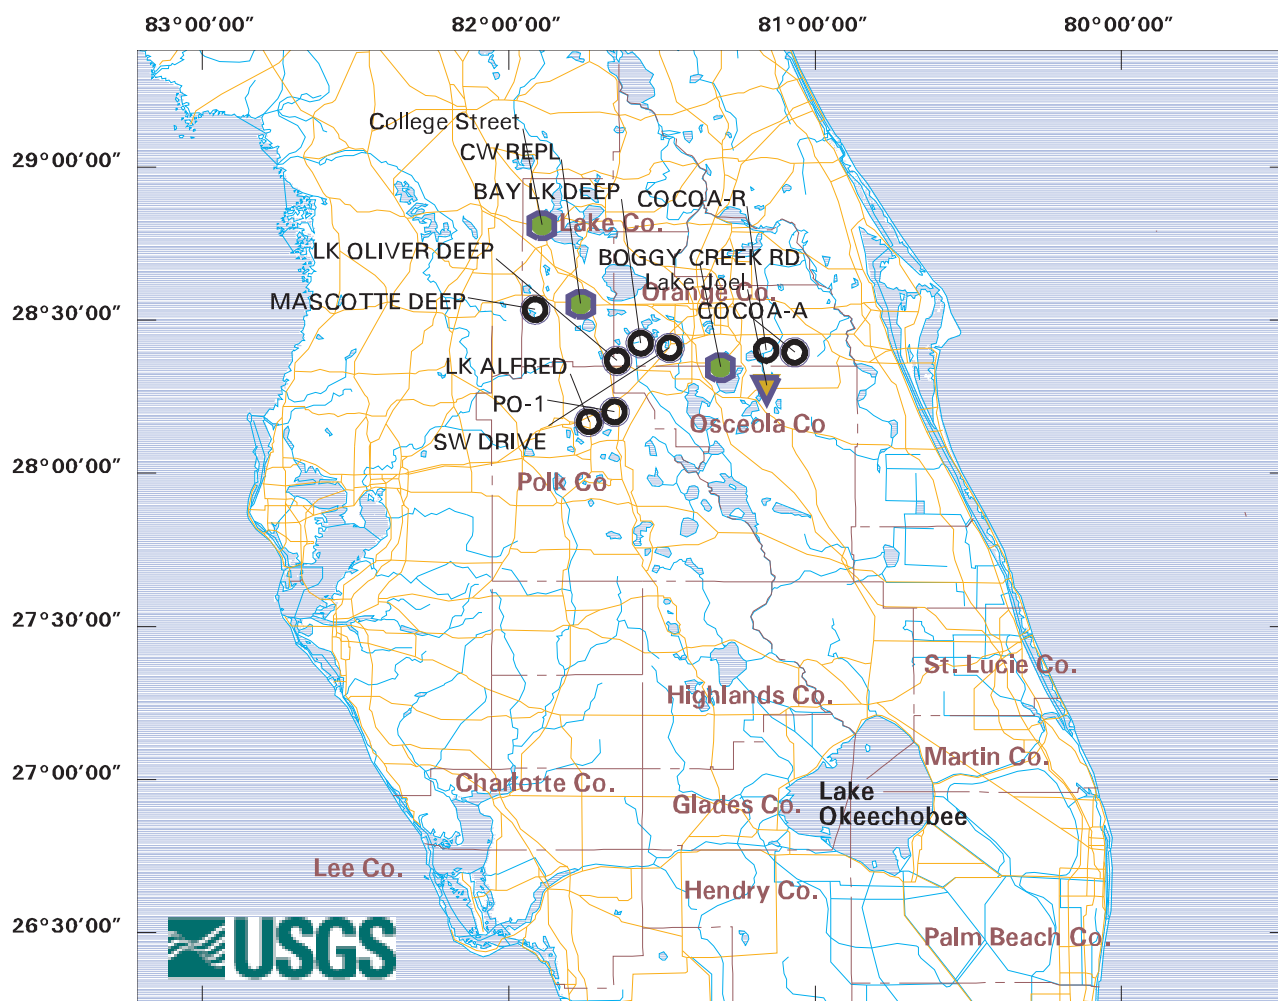 83°00'00" 82°00'00" 81°00'00" 80°00'00"
College Street
29°00'00"
CW REPL
BAY LK DEEP
COCOA-R
Lake Co.
LK OLIVER DEEP
BOGGY CREEK RD
Lake Joel
Orange Co.
MASCOTTE DEEP
COCOA-A
28°30'00"
LK ALFRED
PO-1
Osceola Co
SW DRIVE
28°00'00"
Polk Co
27°30'00"
St. Lucie Co.
Highlands Co.
Martin Co.
27°00'00"
Charlotte Co.
Lake
Okeechobee
Glades Co.
Lee Co.
Hendry Co.
26°30'00"
Palm Beach Co.
USGS